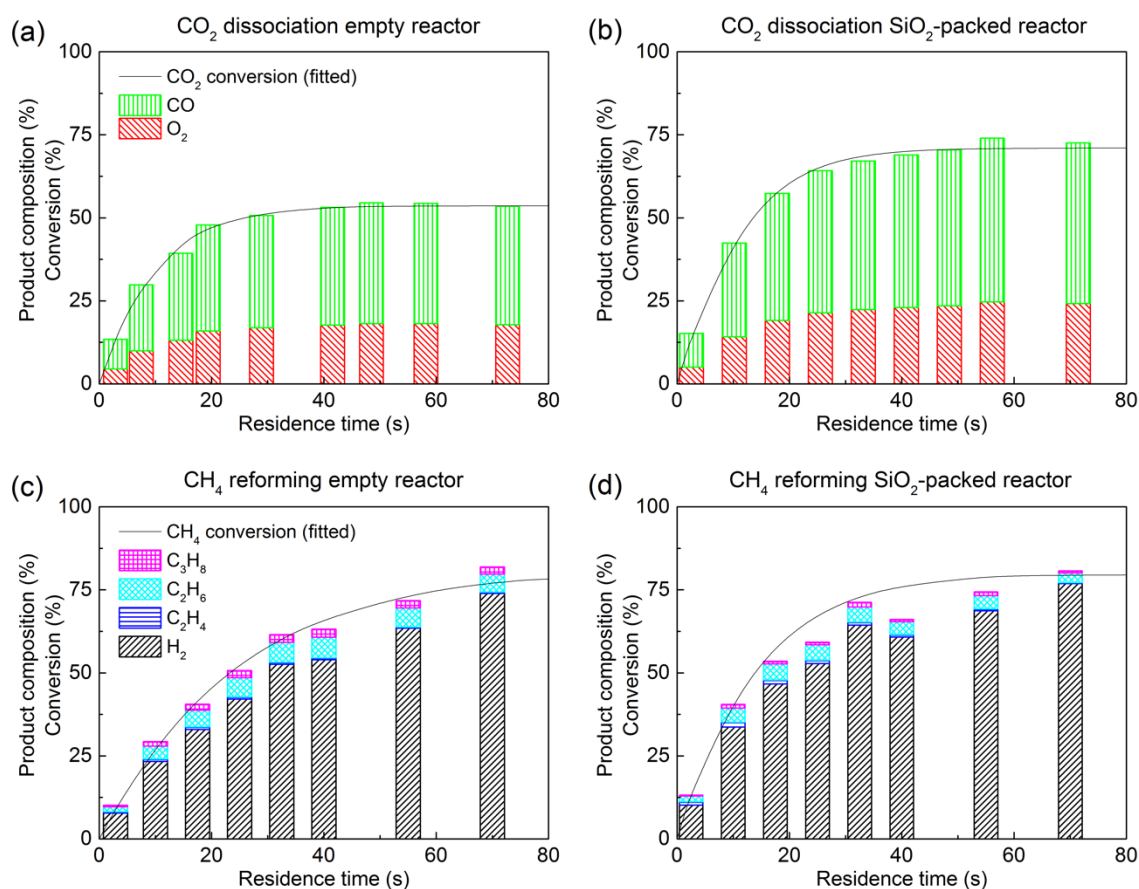 (a)
CO₂ dissociation empty reactor
100
75
50
25
0
Product composition (%)
Conversion (%)
CO₂ conversion (fitted)
CO
O₂
0 20 40 60 80
Residence time (s)
(b)
CO₂ dissociation SiO₂-packed reactor
100
75
50
25
0
Product composition (%)
Conversion (%)
0 20 40 60 80
Residence time (s)
(c)
CH₄ reforming empty reactor
100
75
50
25
0
Product composition (%)
Conversion (%)
CH₄ conversion (fitted)
C₃H₈
C₂H₆
C₂H₄
H₂
0 20 40 60 80
Residence time (s)
(d)
CH₄ reforming SiO₂-packed reactor
100
75
50
25
0
Product composition (%)
Conversion (%)
0 20 40 60 80
Residence time (s)